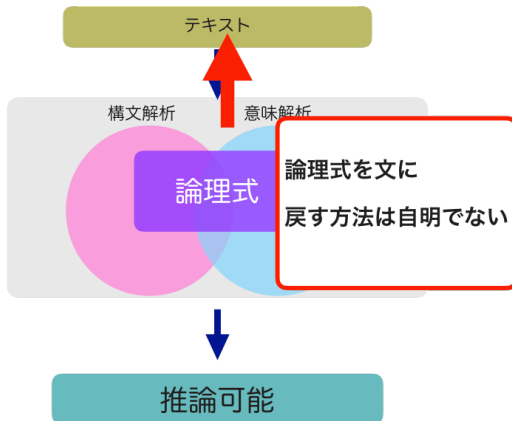 テキスト
構文解析
意味解析
論理式
論理式を文に
戻す方法は自明でない
推論可能